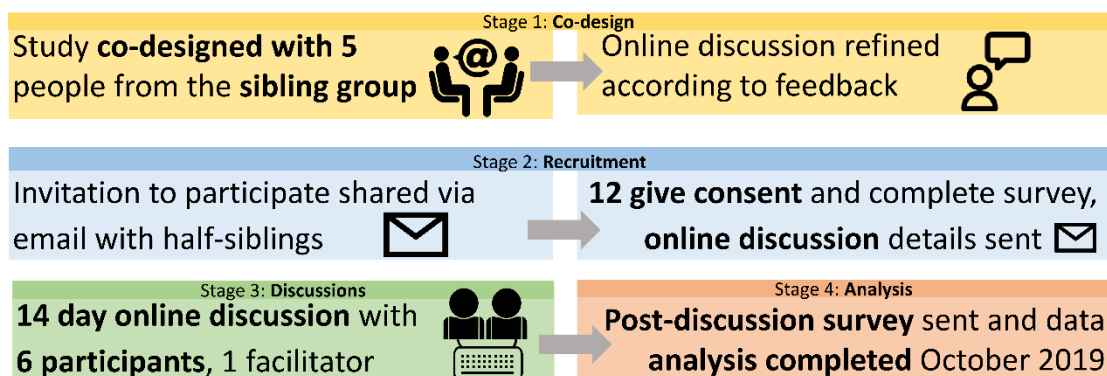 Stage 1: Co-design
Study co-designed with 5
people from the sibling group
@
Online discussion refined
according to feedback
Stage 2: Recruitment
Invitation to participate shared via
email with half-siblings
12 give consent and complete survey,
online discussion details sent
Stage 3: Discussions
14 day online discussion with
6 participants, 1 facilitator
Stage 4: Analysis
Post-discussion survey sent and data
analysis completed October 2019